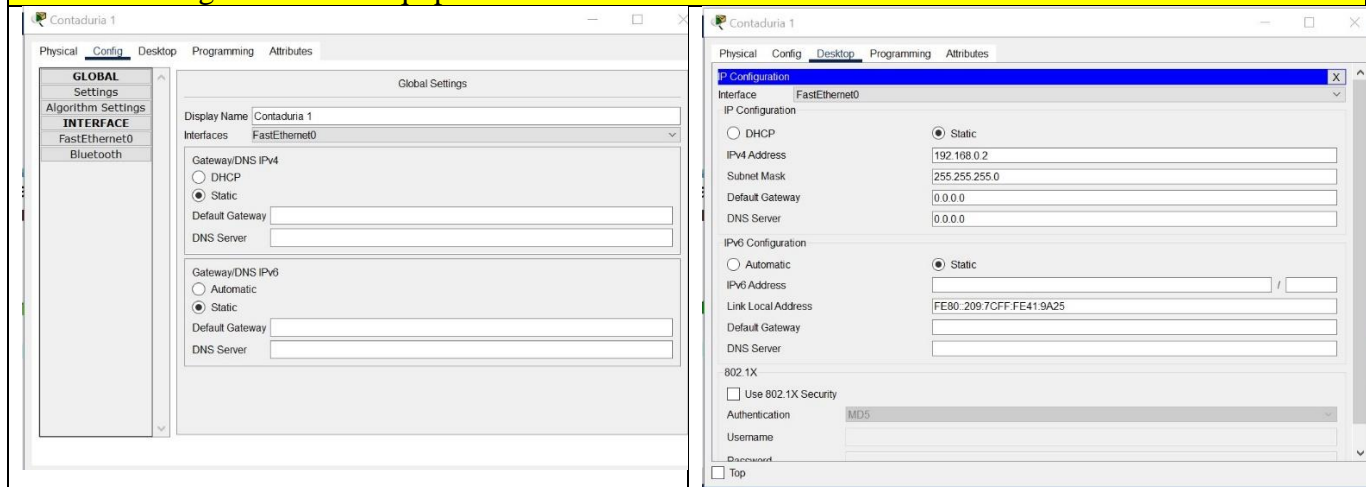 Contaduria 1
Physical Config Desktop Programming Attributes
GLOBAL
Settings
Algorithm Settings
INTERFACE
FastEthernet0
Bluetooth
Global Settings
Display Name Contaduria 1
Interfaces FastEthernet0
Gateway/DNS IPv4
DHCP
Static
Default Gateway
DNS Server
Gateway/DNS IPv6
Automatic
Static
Default Gateway
DNS Server
Contaduria 1
Physical Config Desktop Programming Attributes
IP Configuration X
Interface FastEthernet0
IP Configuration
DHCP Static
IPv4 Address 192.168.0.2
Subnet Mask 255.255.255.0
Default Gateway 0.0.0.0
DNS Server 0.0.0.0
IPv6 Configuration
Automatic Static
IPv6 Address /
Link Local Address FE80::209:7CFF:FE41:9A25
Default Gateway
DNS Server
802.1X
Use 802.1X Security
Authentication MD5
Username
Password
Top